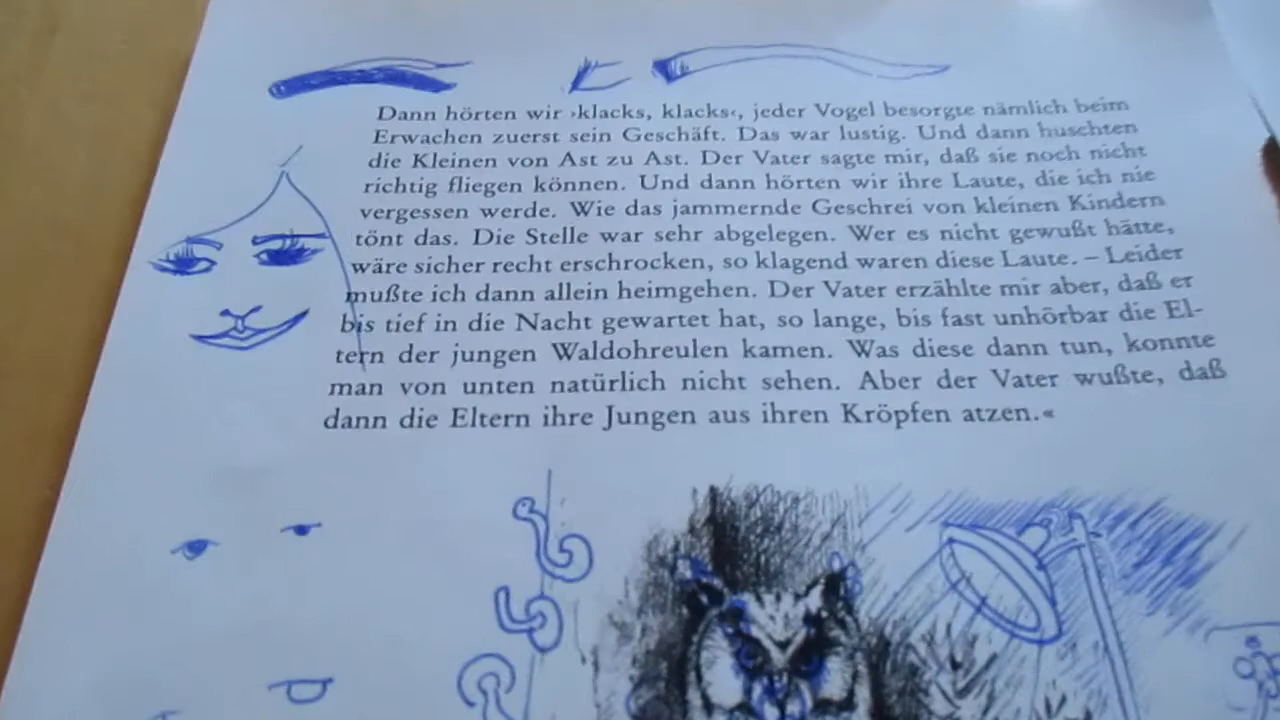 Dann hörten wir ›klacks, klacks‹, jeder Vogel besorgte nämlich beim
Erwachen zuerst sein Geschäft. Das war lustig. Und dann huschten
die Kleinen von Ast zu Ast. Der Vater sagte mir, daß sie noch nicht
richtig fliegen können. Und dann hörten wir ihre Laute, die ich nie
vergessen werde. Wie das jammernde Geschrei von kleinen Kindern
tönt das. Die Stelle war sehr abgelegen. Wer es nicht gewußt hätte,
wäre sicher recht erschrocken, so klagend waren diese Laute. – Leider
mußte ich dann allein heimgehen. Der Vater erzählte mir aber, daß er
bis tief in die Nacht gewartet hat, so lange, bis fast unhörbar die El-
tern der jungen Waldohreulen kamen. Was diese dann tun, konnte
man von unten natürlich nicht sehen. Aber der Vater wußte, daß
dann die Eltern ihre Jungen aus ihren Kröpfen atzen.«